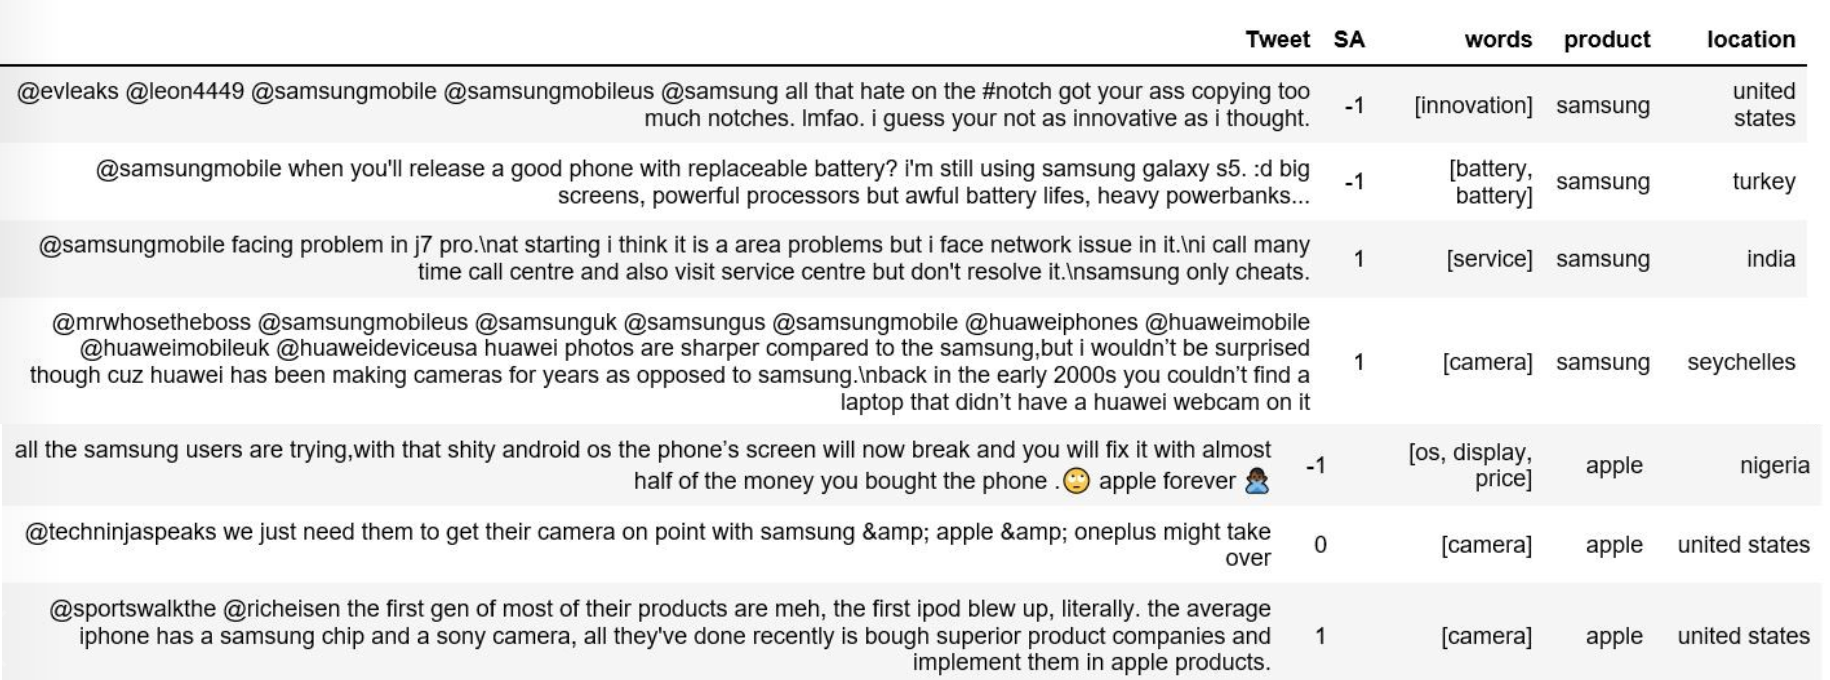 Tweet SA words product location
@evleaks @leon4449 @samsungmobile @samsungmobileus @samsung all that hate on the #notch got your ass copying too
much notches. lmfao. i guess your not as innovative as i thought.
-1
[innovation]
samsung
united
states
@samsungmobile when you'll release a good phone with replaceable battery? i'm still using samsung galaxy s5. :d big
screens, powerful processors but awful battery lifes, heavy powerbanks...
-1
[battery,
battery]
samsung
turkey
@samsungmobile facing problem in j7 pro.\nat starting i think it is a area problems but i face network issue in it.\ni call many
time call centre and also visit service centre but don't resolve it.\nsamsung only cheats.
1
[service]
samsung
india
@mrwhosetheboss @samsungmobileus @samsunguk @samsungus @samsungmobile @huaweiphones @huaweimobile
@huaweimobileuk @huaweideviceusa huawei photos are sharper compared to the samsung,but i wouldn’t be surprised
though cuz huawei has been making cameras for years as opposed to samsung.\nback in the early 2000s you couldn’t find a
laptop that didn’t have a huawei webcam on it
1
[camera]
samsung
seychelles
all the samsung users are trying,with that shity android os the phone’s screen will now break and you will fix it with almost
half of the money you bought the phone .🙄 apple forever 🙇🏿‍♂️
-1
[os, display,
price]
apple
nigeria
@techninjaspeaks we just need them to get their camera on point with samsung &amp; apple &amp; oneplus might take
over
0
[camera]
apple
united states
@sportswalkthe @richeisen the first gen of most of their products are meh, the first ipod blew up, literally. the average
iphone has a samsung chip and a sony camera, all they've done recently is bough superior product companies and
implement them in apple products.
1
[camera]
apple
united states